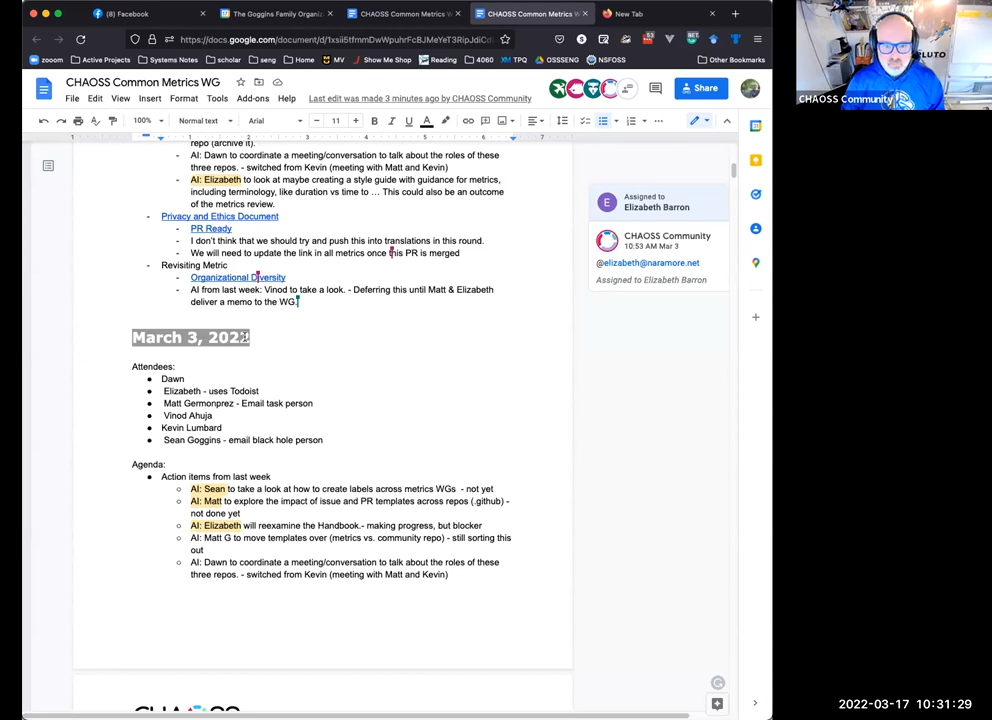 (8) Facebook
The Goggins Family Organiz
CHAOSS Common Metrics W
CHAOSS Common Metrics W
New Tab
https://docs.google.com/document/d/1xsii5tfmmDwWpuhrFcBJMeYeT3RipJiCd
zooom
Active Projects
Systems Notes
scholar
Seng
Home
MV
Show Me Shop
Reading
4060
XM TPQ
OSSSENG
NSFOSS
Other Bookmarks
CHAOSS Common Metrics WG
File Edit View Insert Format Tools Add-ons Help
Last edit was made 3 minutes ago by CHAOSS Community
Share
100%
Normal text
Arial
11
repo (archive it).
- AI: Dawn to coordinate a meeting/conversation to talk about the roles of these
three repos. - switched from Kevin (meeting with Matt and Kevin)
- AI: Elizabeth to look at maybe creating a style guide with guidance for metrics,
including terminology, like duration vs time to … This could also be an outcome
of the metrics review.
- Privacy and Ethics Document
- PR Ready
- I don't think that we should try and push this into translations in this round.
- We will need to update the link in all metrics once this PR is merged
- Revisiting Metric
- Organizational Diversity
- AI from last week: Vinod to take a look. - Deferring this until Matt & Elizabeth
deliver a memo to the WG.
March 3, 2022
Attendees:
● Dawn
● Elizabeth - uses Todoist
● Matt Germonprez - Email task person
● Vinod Ahuja
● Kevin Lumbard
● Sean Goggins - email black hole person
Agenda:
● Action items from last week
○ AI: Sean to take a look at how to create labels across metrics WGs - not yet
○ AI: Matt to explore the impact of issue and PR templates across repos (.github) -
not done yet
○ AI: Elizabeth will reexamine the Handbook.- making progress, but blocker
○ AI: Matt G to move templates over (metrics vs. community repo) - still sorting this
out
○ AI: Dawn to coordinate a meeting/conversation to talk about the roles of these
three repos. - switched from Kevin (meeting with Matt and Kevin)
E
Assigned to
Elizabeth Barron
CHAOSS Community
10:53 AM Mar 3
@elizabeth@naramore.net
Assigned to Elizabeth Barron
CHAOSS Community
2022-03-17 10:31:29